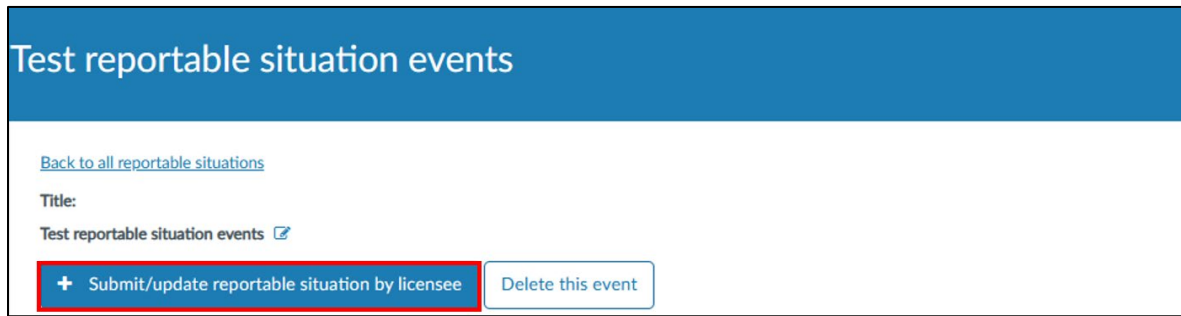 Test reportable situation events
Back to all reportable situations
Title:
Test reportable situation events
+ Submit/update reportable situation by licensee Delete this event